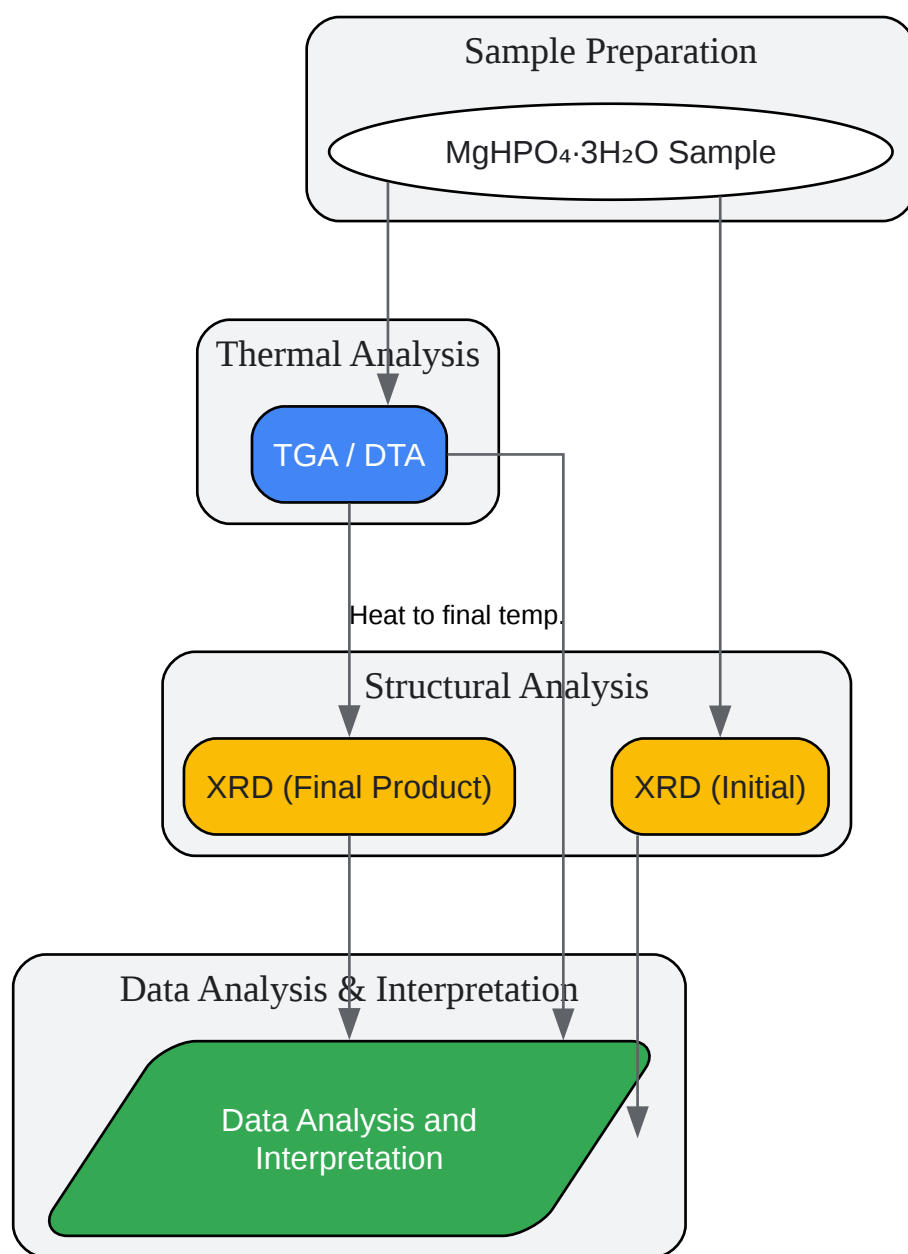 Sample Preparation
MgHPO₄·3H₂O Sample
Thermal Analysis
TGA / DTA
Heat to final temp.
Structural Analysis
XRD (Final Product)
XRD (Initial)
Data Analysis & Interpretation
Data Analysis and
Interpretation